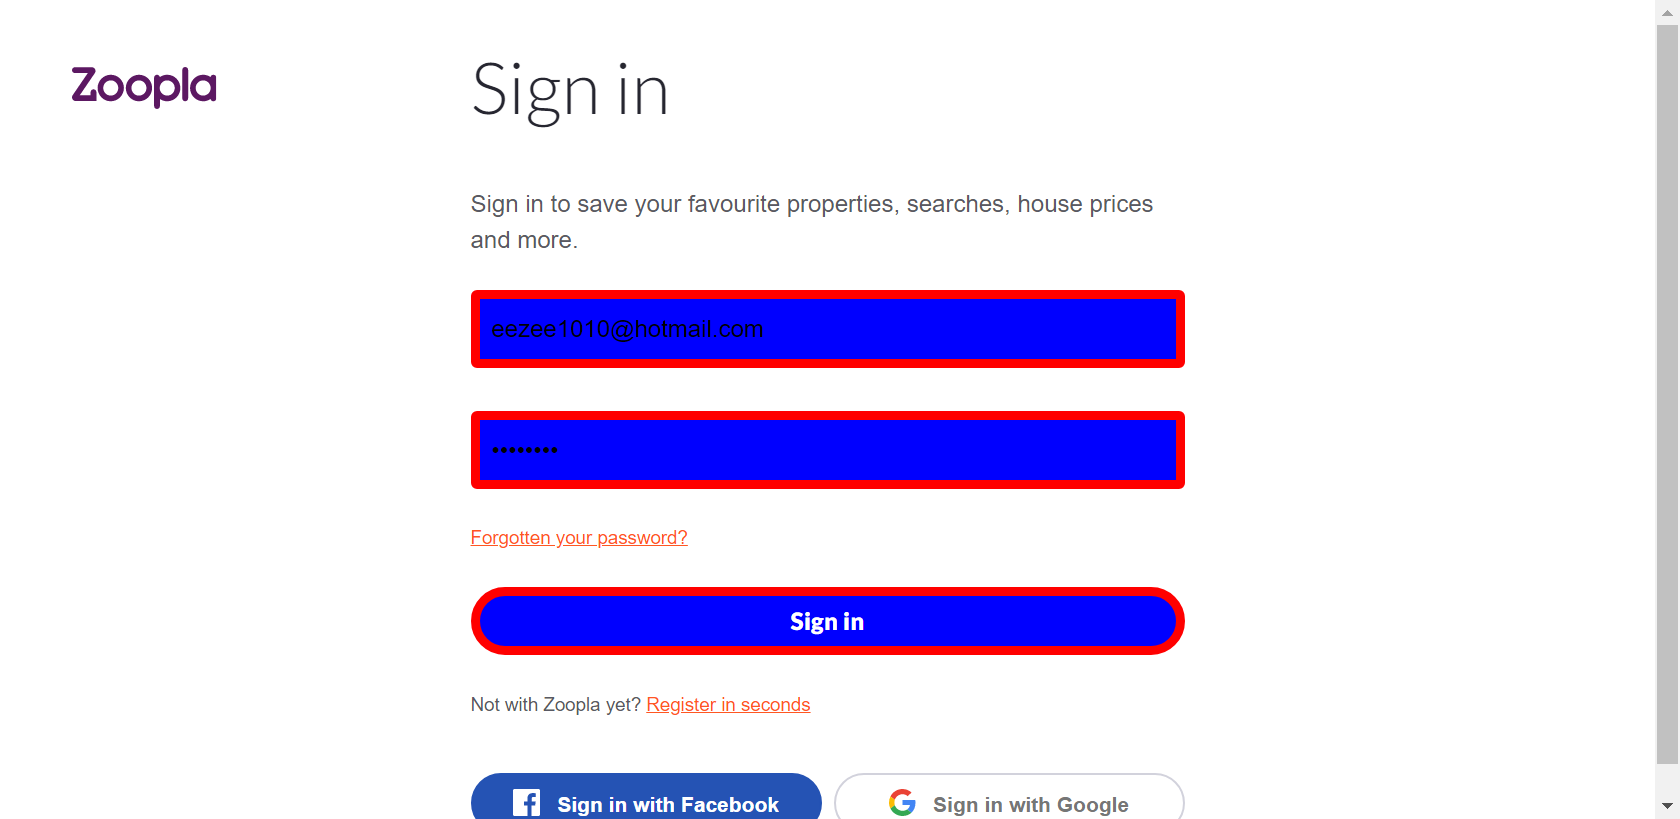 Zoopla
Sign in
Sign in to save your favourite properties, searches, house prices
and more.
eezee1010@hotmail.com
••••••••
Forgotten your password?
Sign in
Not with Zoopla yet? Register in seconds
Sign in with Facebook
Sign in with Google